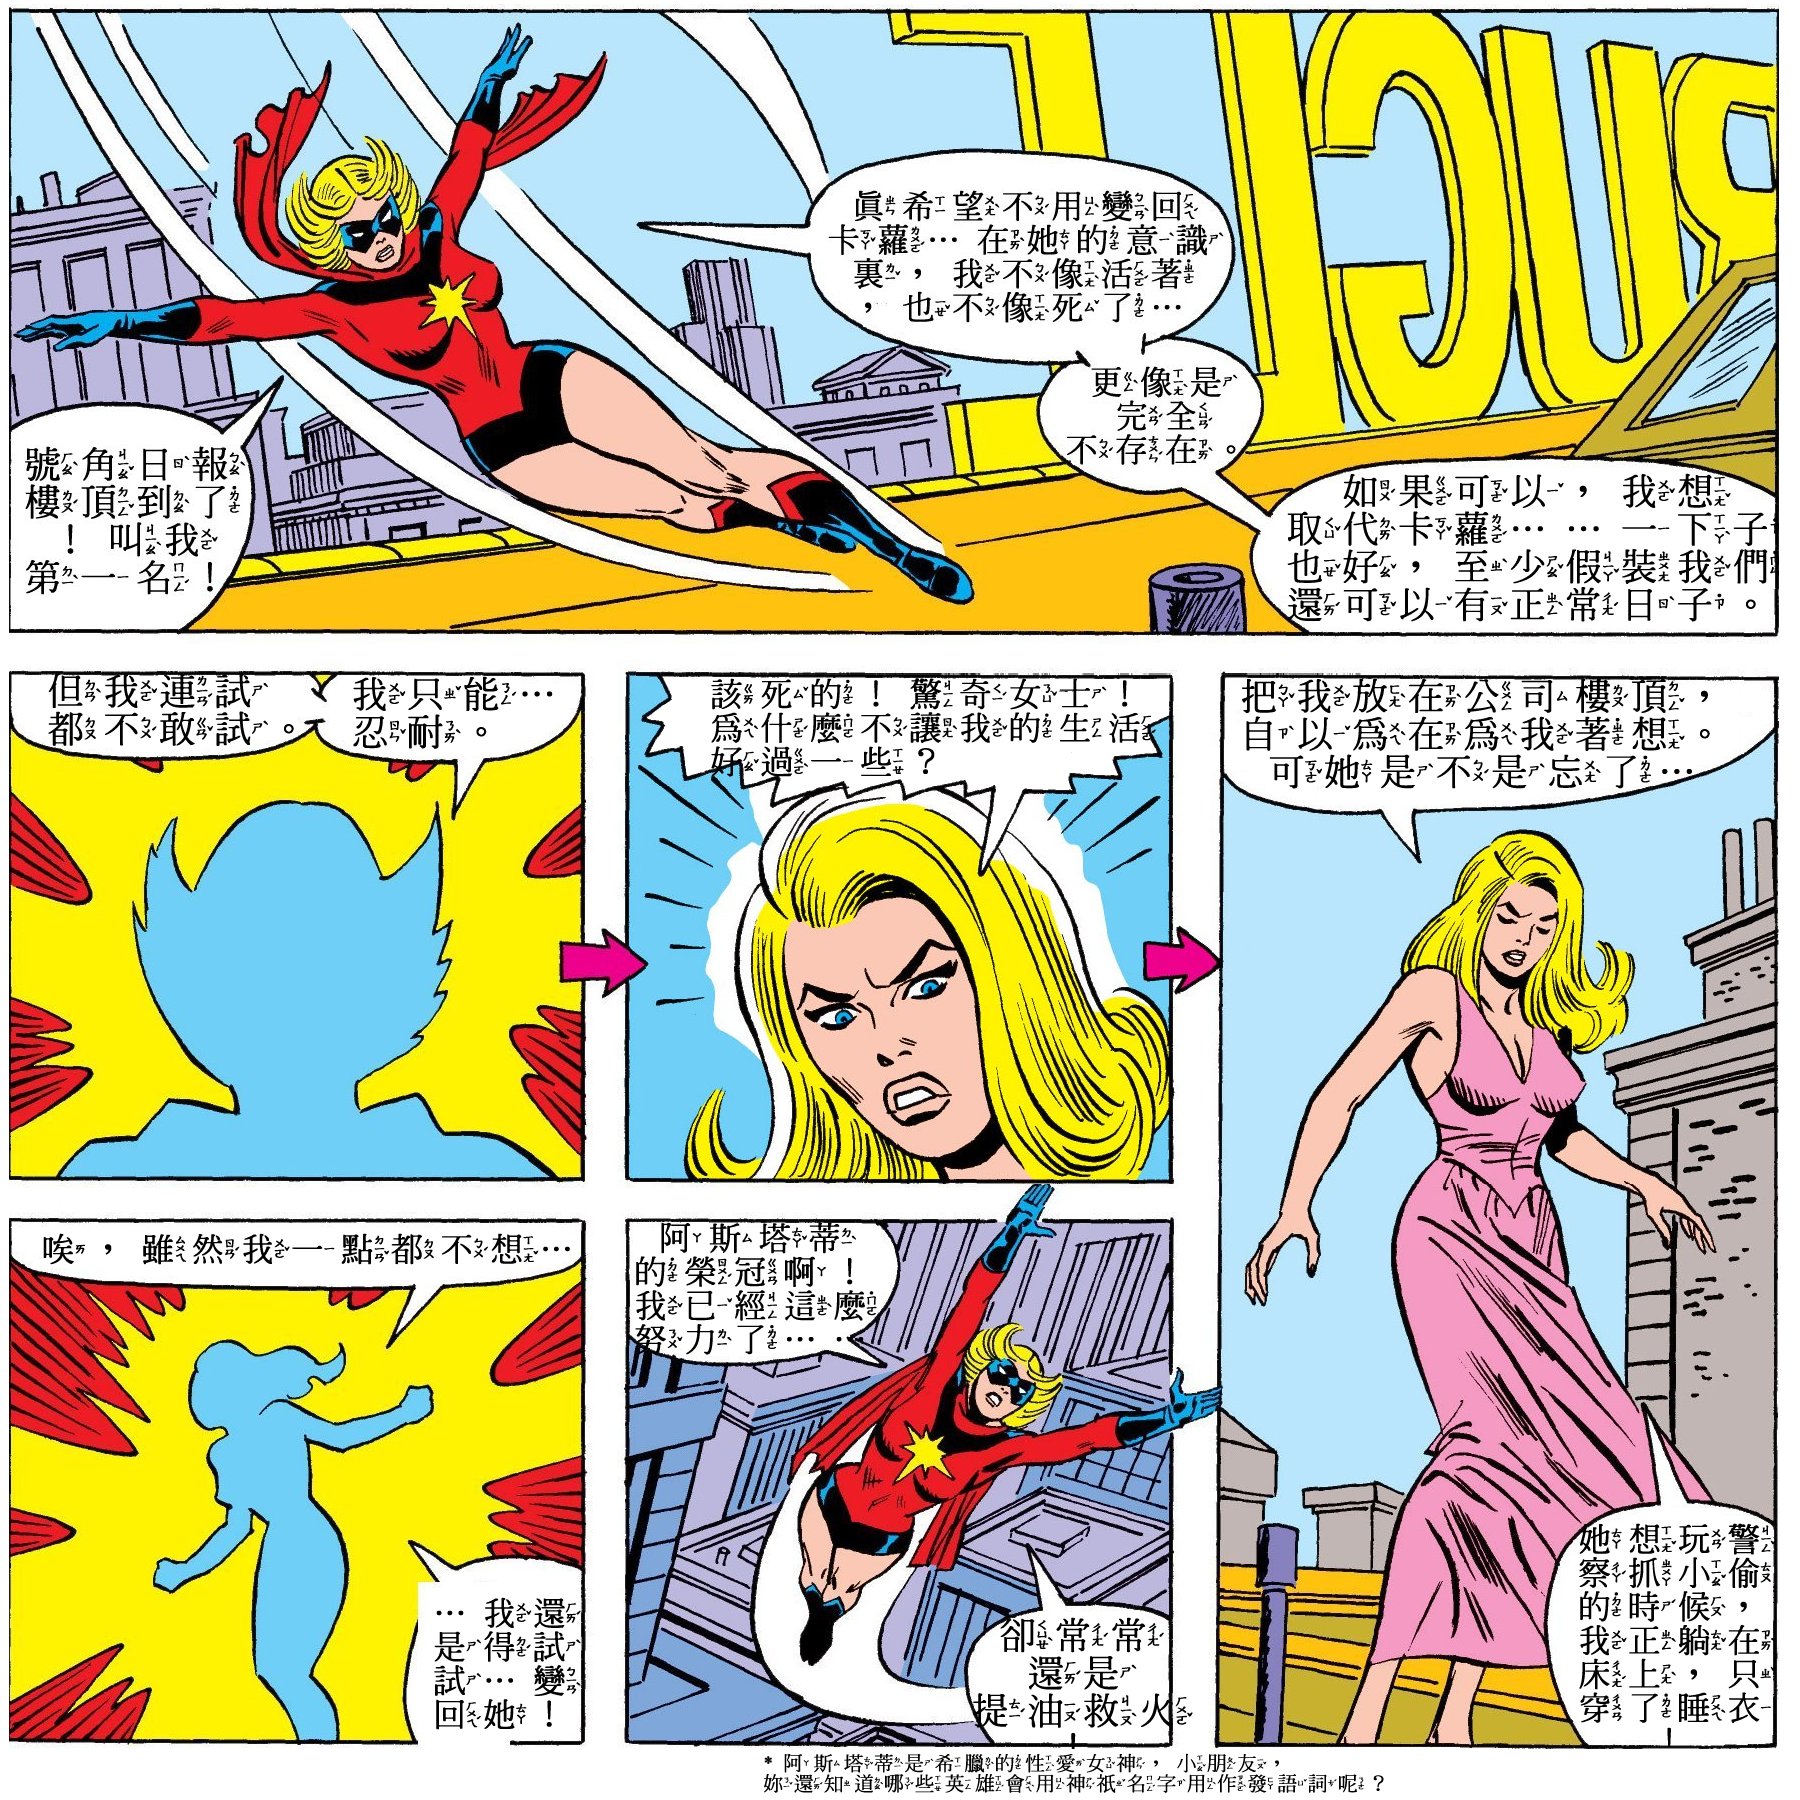 RUCIF
眞希望不用變回
卡蘿… 在她的意識
裏，我不像活著
，也不像死了…
更像是
完全
不存在。
號角日報
樓頂到了
！叫我
第一名！
如果可以，我想
取代卡蘿……一下子
也好，至少假裝我們
還可以有正常日子。
但我連試
都不敢試。
我只能…
忍耐。
該死的！驚奇女士！
爲什麼不讓我的生活
好過一些？
把我放在公司樓頂，
自以爲在爲我著想。
可她是不是忘了…
她想玩警
察抓小偷
的時候，
我正躺在
床上，只
穿了睡衣
唉，雖然我一點都不想…
… 我還
是得試
試… 變
回她！
阿斯塔蒂
的榮冠啊！
我已經這麼
努力了……
卻常常
還是
提油救火
* 阿斯塔蒂是希臘的性愛女神，小朋友，
妳還知道哪些英雄會用神祇名字用作發語詞呢？